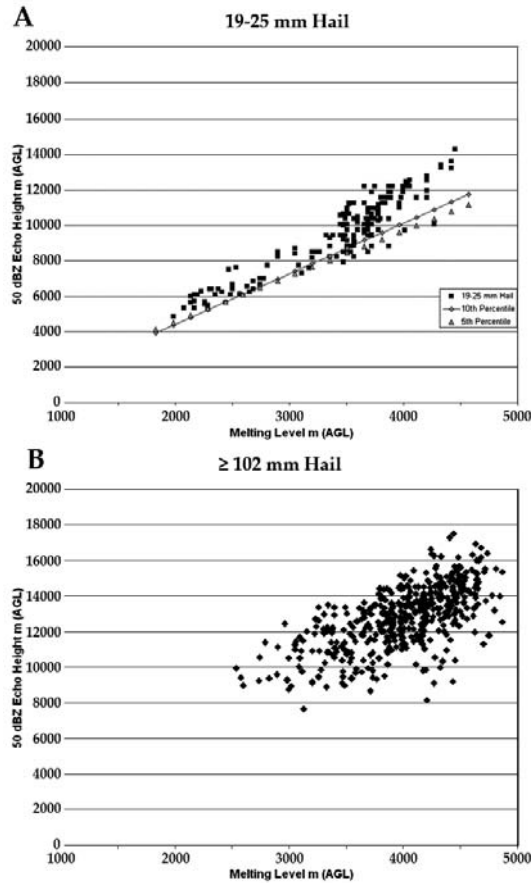 A
19-25 mm Hail
50 dBZ Echo Height m (AGL)
20000
18000
16000
14000
12000
10000
8000
6000
4000
2000
0
19-25 mm Hail
10th Percentile
5th Percentile
1000
2000
3000
4000
5000
Melting Level m (AGL)
B
≥ 102 mm Hail
50 dBZ Echo Height m (AGL)
20000
18000
16000
14000
12000
10000
8000
6000
4000
2000
0
1000
2000
3000
4000
5000
Melting Level m (AGL)